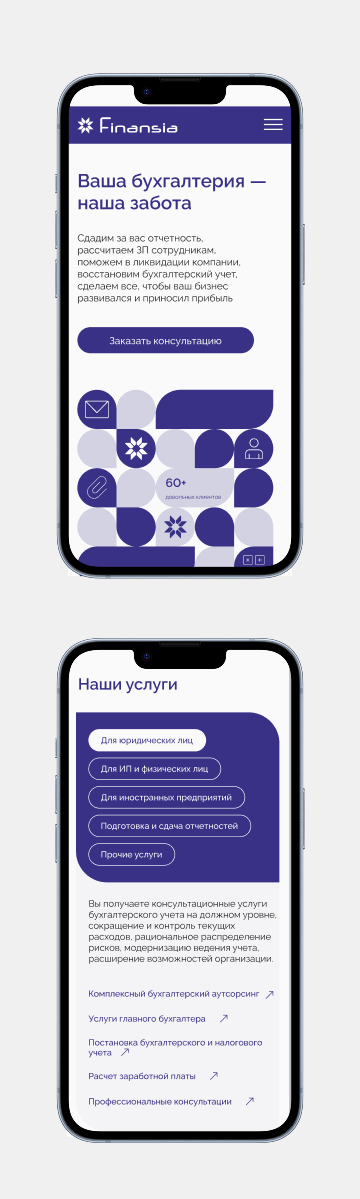 Finansia
Ваша бухгалтерия —
наша забота
Сдадим за вас отчетность,
рассчитаем ЗП сотрудникам,
поможем в ликвидации компании,
восстановим бухгалтерский учет,
сделаем все, чтобы ваш бизнес
развивался и приносил прибыль
Заказать консультацию
60+
довольных клиентов
Наши услуги
Для юридических лиц
Для ИП и физических лиц
Для иностранных предприятий
Подготовка и сдача отчетностей
Прочие услуги
Вы получаете консультационные услуги
бухгалтерского учета на должном уровне,
сокращение и контроль текущих
расходов, рациональное распределение
рисков, модернизацию ведения учета,
расширение возможностей организации.
Комплексный бухгалтерский аутсорсинг
Услуги главного бухгалтера
Постановка бухгалтерского и налогового
учета
Расчет заработной платы
Профессиональные консультации